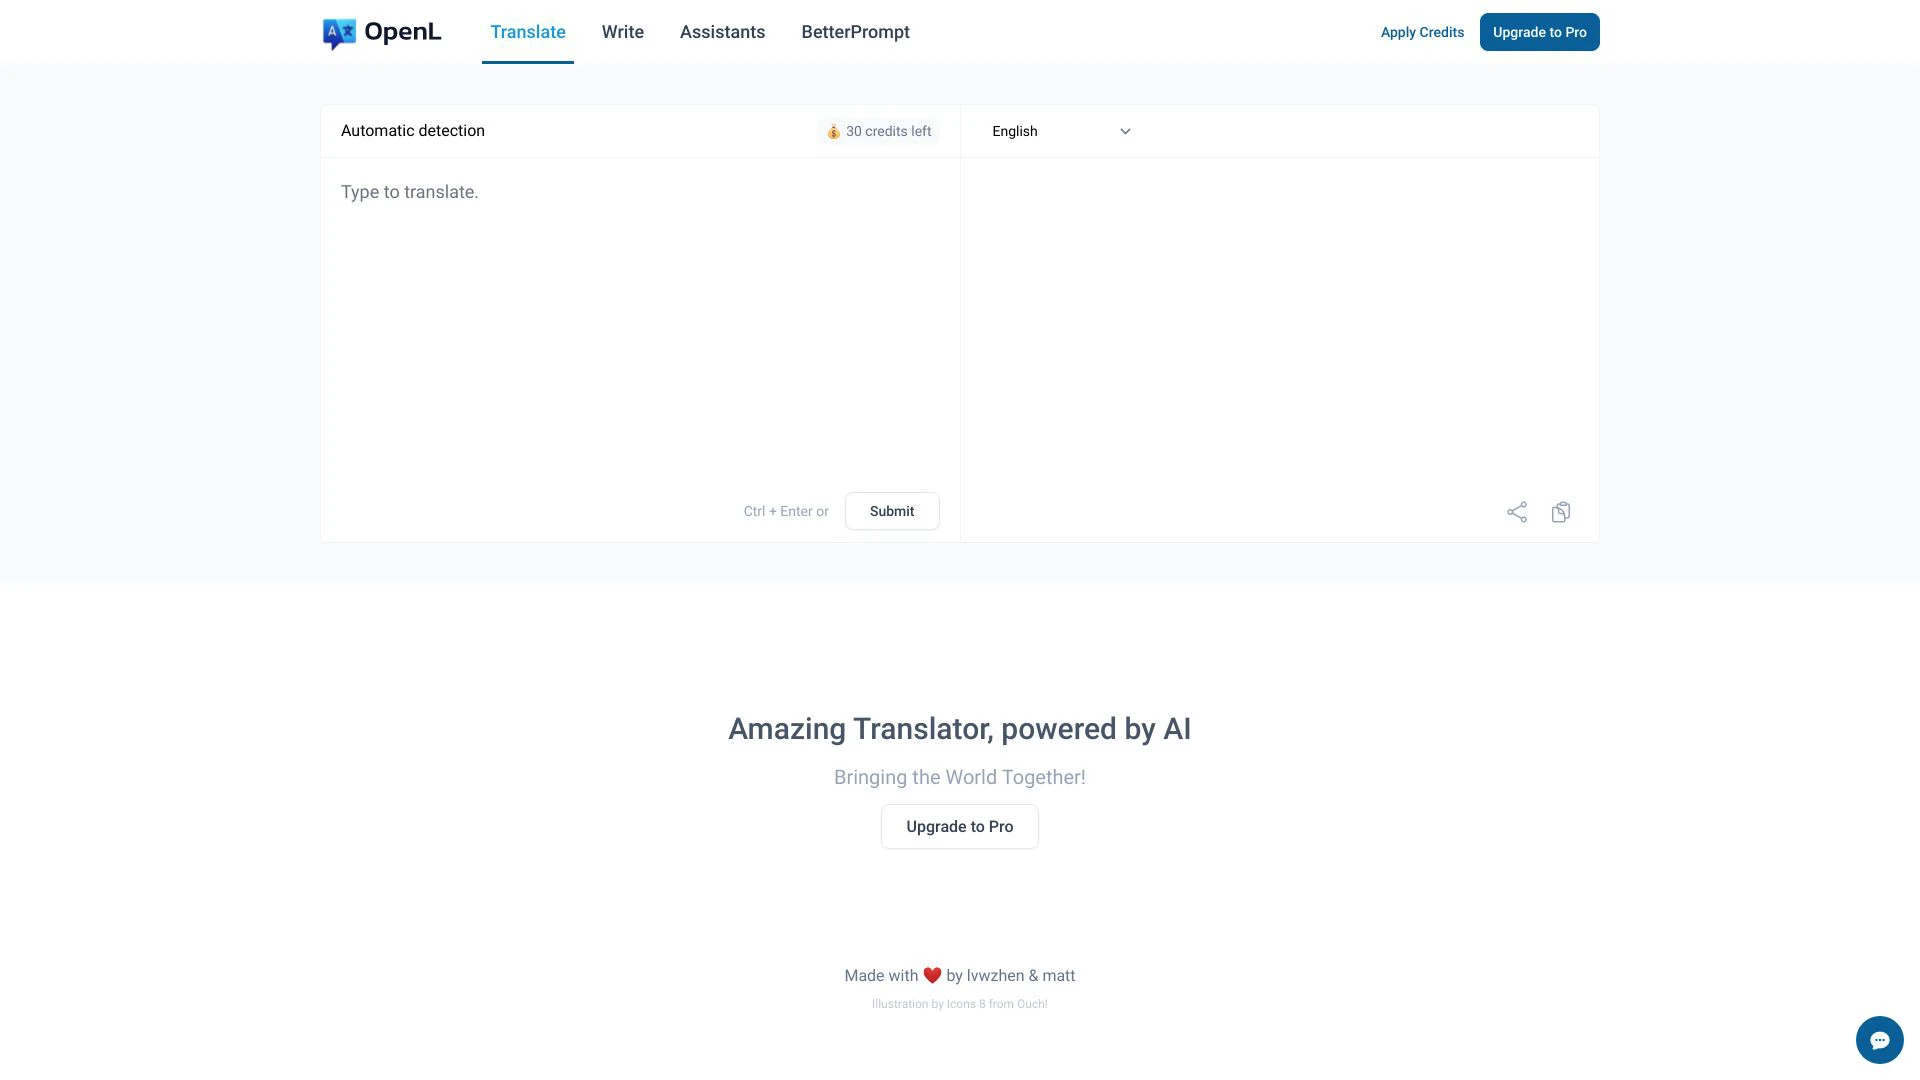 OpenL
Translate
Write
Assistants
BetterPrompt
Apply Credits
Upgrade to Pro
Automatic detection
💰 30 credits left
English
Type to translate.
Ctrl + Enter or
Submit
Amazing Translator, powered by AI
Bringing the World Together!
Upgrade to Pro
Made with ❤️ by lvwzhen & matt
Illustration by Icons 8 from Ouch!